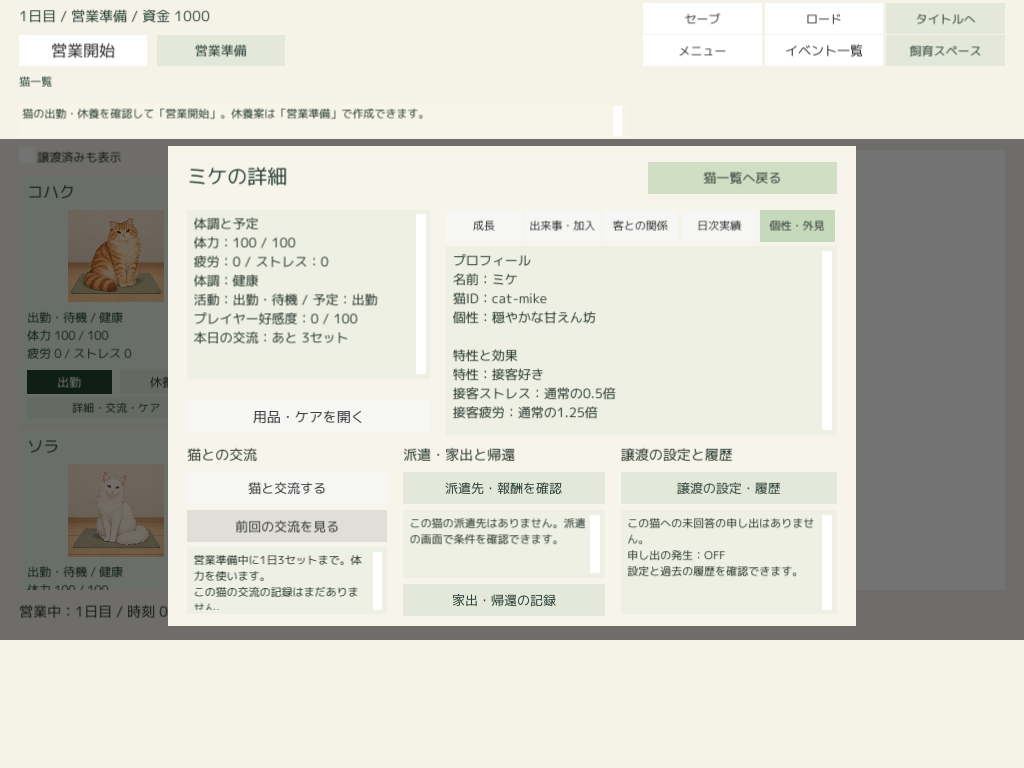 1日目 / 営業準備 / 資金 1000
セーブ
ロード
タイトルへ
営業開始
営業準備
メニュー
イベント一覧
飼育スペース
猫一覧
猫の出勤・休養を確認して「営業開始」。休養案は「営業準備」で作成できます。
譲渡済みも表示
コハク
出勤・待機 / 健康
体力 100 / 100
疲労 0 / ストレス 0
出勤
休養
詳細・交流・ケア
ソラ
出勤・待機 / 健康
体力 100 / 100
営業中：1日目 / 時刻 0
ミケの詳細
猫一覧へ戻る
体調と予定
体力：100 / 100
疲労：0 / ストレス：0
体調：健康
活動：出勤・待機 / 予定：出勤
プレイヤー好感度：0 / 100
本日の交流：あと 3セット
用品・ケアを開く
成長
出来事・加入
客との関係
日次実績
個性・外見
プロフィール
名前：ミケ
猫ID：cat-mike
個性：穏やかな甘えん坊
特性と効果
特性：接客好き
接客ストレス：通常の0.5倍
接客疲労：通常の1.25倍
猫との交流
猫と交流する
前回の交流を見る
営業準備中に1日3セットまで。体
力を使います。
この猫の交流の記録はまだありま
せん。
派遣・家出と帰還
派遣先・報酬を確認
この猫の派遣先はありません。派遣
の画面で条件を確認できます。
家出・帰還の記録
譲渡の設定と履歴
譲渡の設定・履歴
この猫への未回答の申し出はありませ
ん。
申し出の発生：OFF
設定と過去の履歴を確認できます。